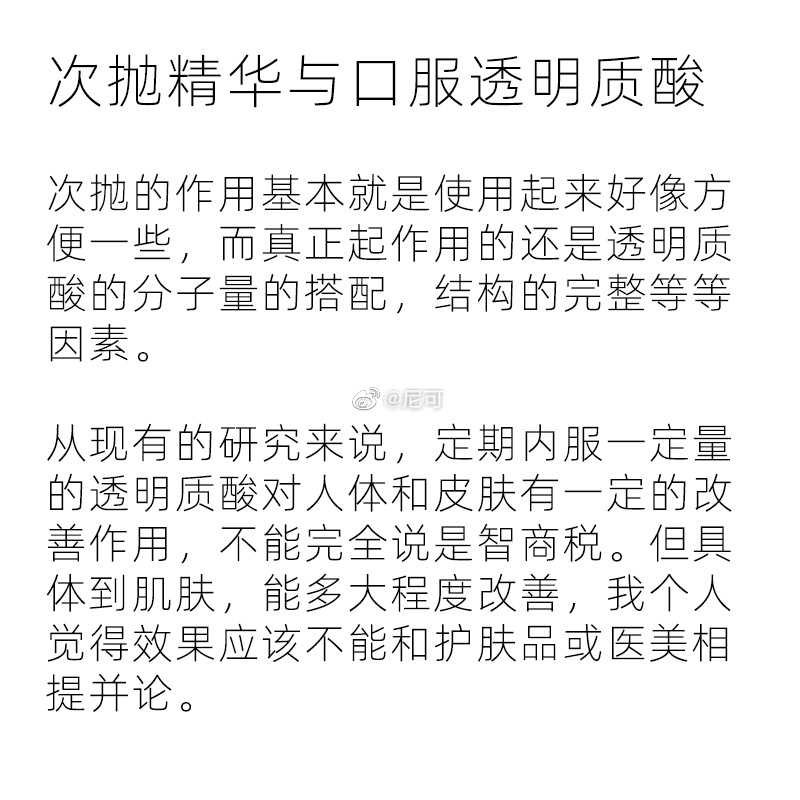 次抛精华与口服透明质酸
次抛的作用基本就是使用起来好像方
便一些，而真正起作用的还是透明质
酸的分子量的搭配，结构的完整等等
因素。
@尼可
从现有的研究来说，定期内服一定量
的透明质酸对人体和皮肤有一定的改
善作用，不能完全说是智商税。但具
体到肌肤，能多大程度改善，我个人
觉得效果应该不能和护肤品或医美相
提并论。